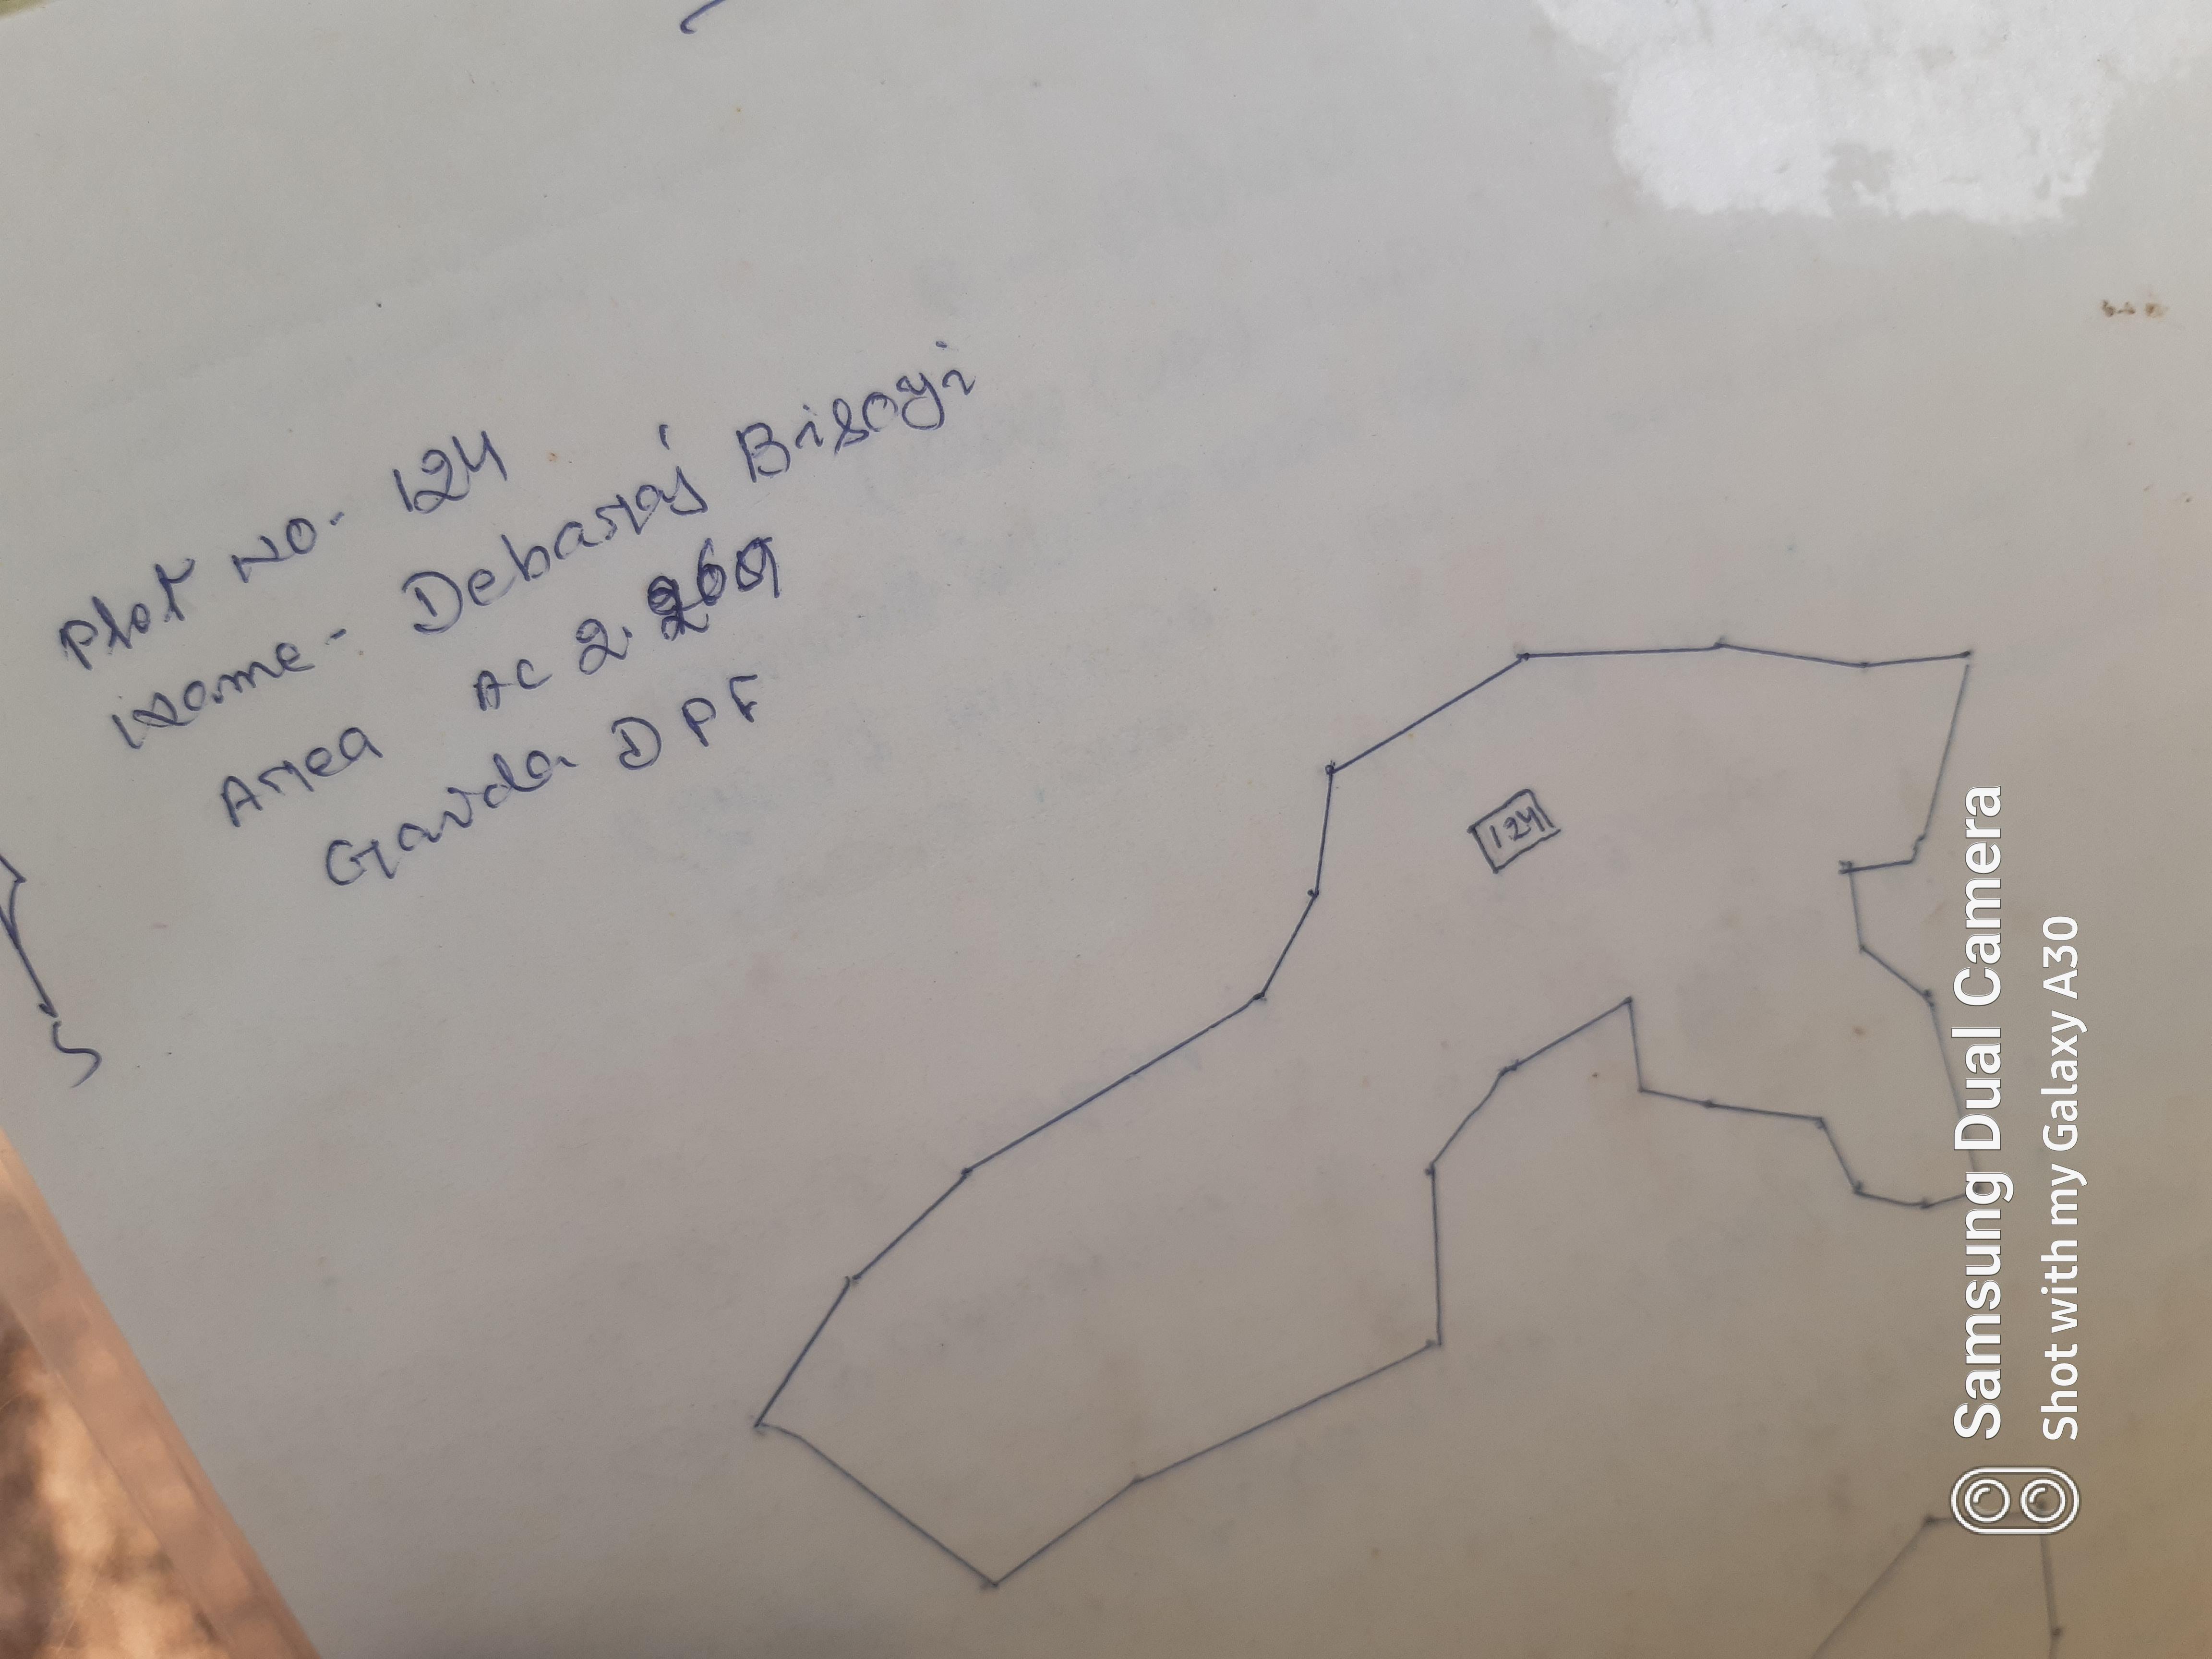 Plot No- 124
Name- Debaraj Bisoyi
Area AC 2.269
Gaida DPF
124
S
Samsung Dual Camera
Shot with my Galaxy A30